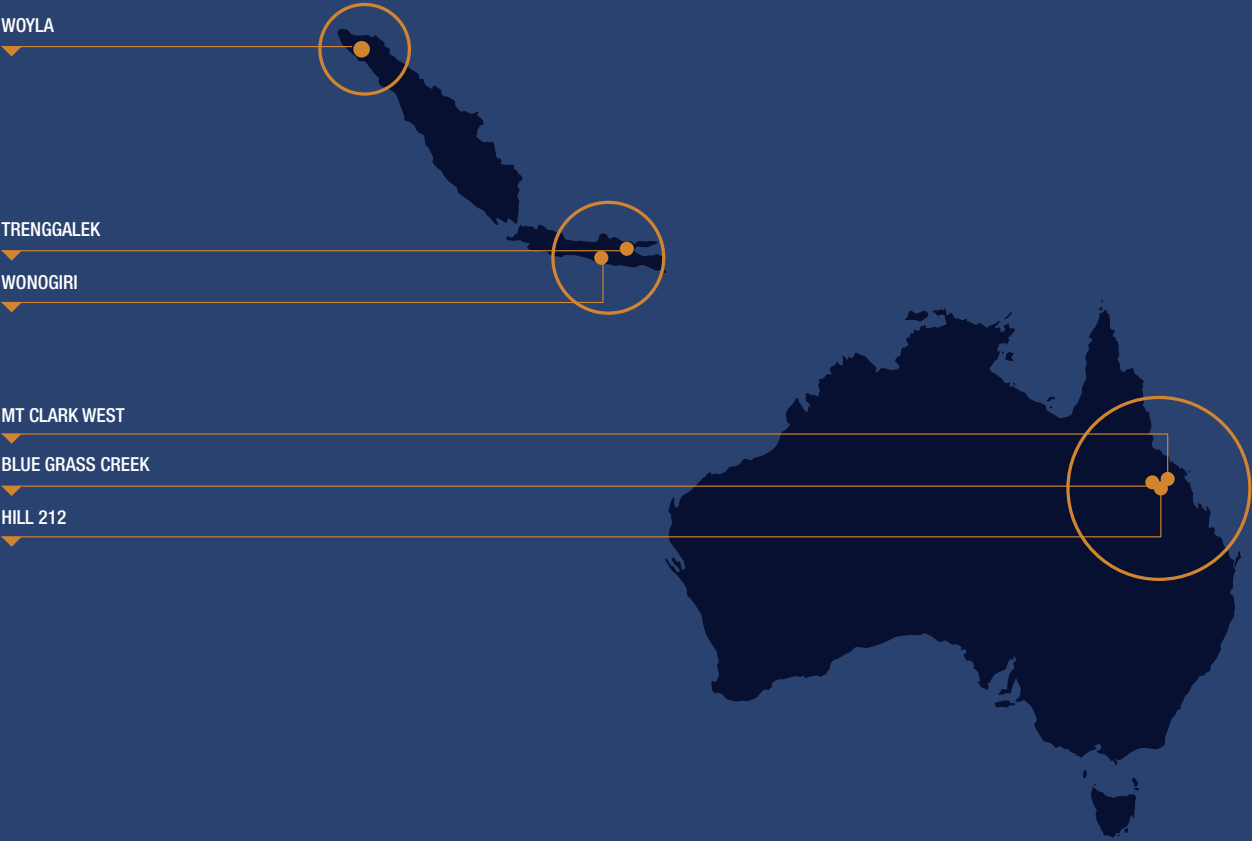 WOYLA
TRENGGALEK
WONOGIRI
MT CLARK WEST
BLUE GRASS CREEK
HILL 212